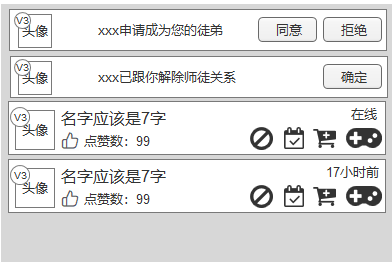 V3
头像
xxx申请成为您的徒弟
同意
拒绝
V3
头像
xxx已跟你解除师徒关系
确定
V3
头像
名字应该是7字
在线
点赞数：99
V3
头像
名字应该是7字
17小时前
点赞数：99